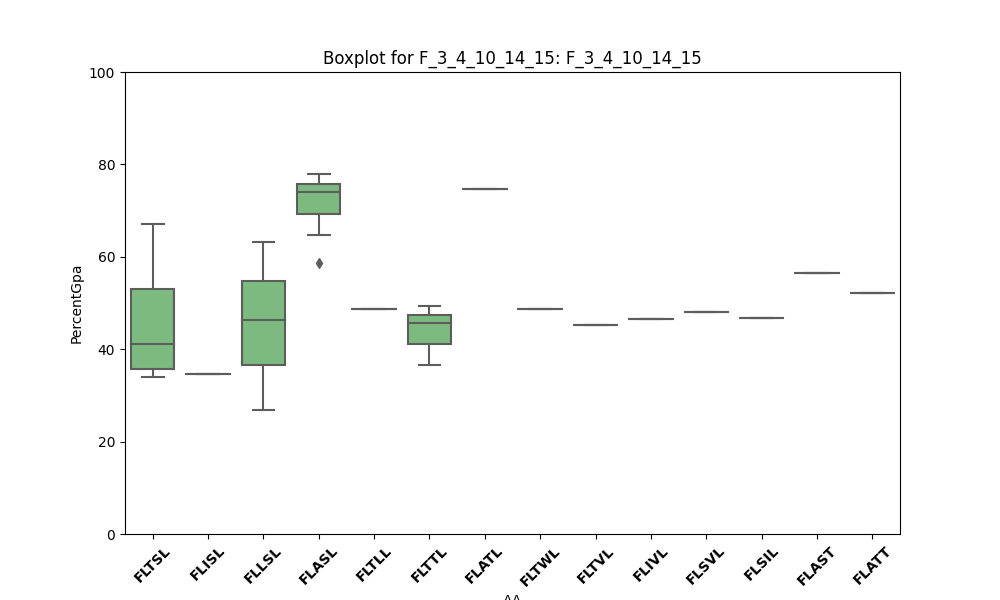 Boxplot for F_3_4_10_14_15: F_3_4_10_14_15
100
80
60
40
20
0
PercentGpa
FLTSL
FLISL
FLLSL
FLASL
FLTLL
FLTTL
FLATL
FLTWL
FLTVL
FLIVL
FLSVL
FLSIL
FLAST
FLATT
AA